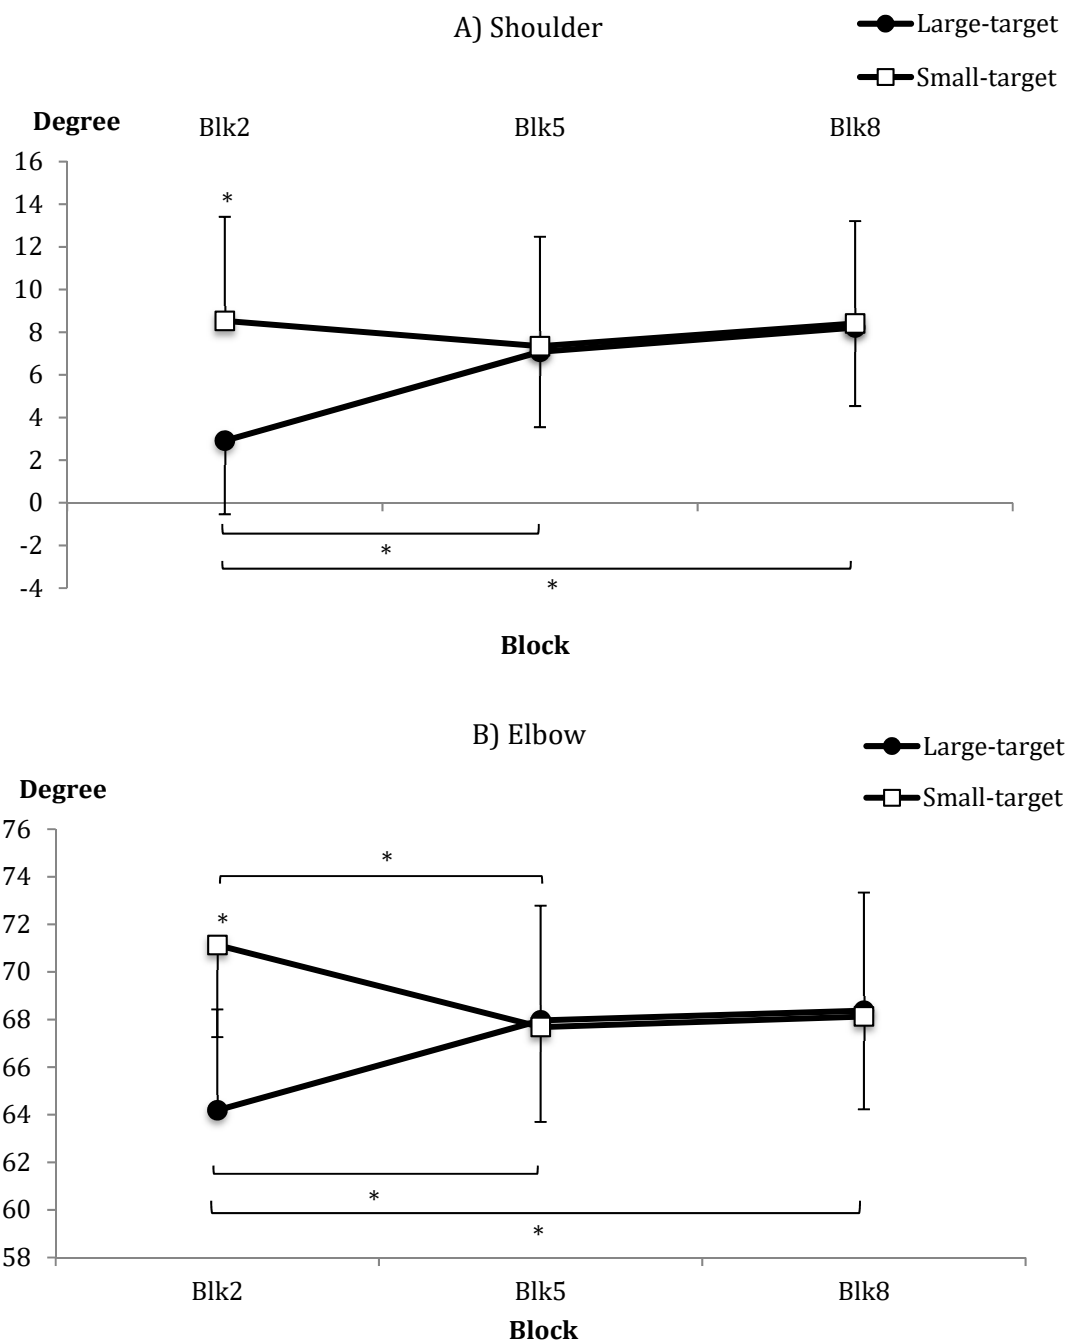 A) Shoulder
Large-target
Small-target
Degree
Blk2 Blk5 Blk8
16
*
14
12
10
8
6
4
2
0
-2
*
-4
*
Block
B) Elbow
Large-target
Small-target
Degree
76
*
74
72
*
70
68
66
64
62
*
60
*
58
Blk2 Blk5 Blk8
Block